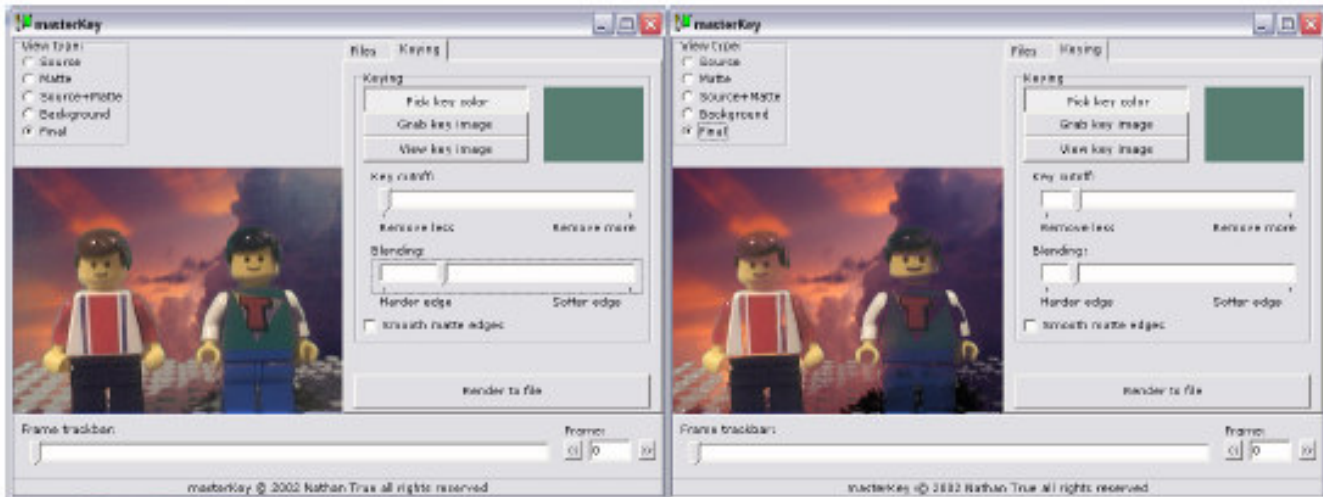 masterKey
View type:
Source
Matte
Source+Matte
Background
Final
Files Keying
Keying
Pick key color
Grab key image
View key image
Key cutoff:
Remove less Remove more
Blending:
Harder edge Softer edge
Smooth matte edges
Render to file
T
Frame trackbar:
Frame:
<< 0 >>
masterKey © 2002 Nathan True all rights reserved
masterKey
View type:
Source
Matte
Source+Matte
Background
Final
Files Keying
Keying
Pick key color
Grab key image
View key image
Key cutoff:
Remove less Remove more
Blending:
Harder edge Softer edge
Smooth matte edges
Render to file
T
Frame trackbar:
Frame:
<< 0 >>
masterKey © 2002 Nathan True all rights reserved